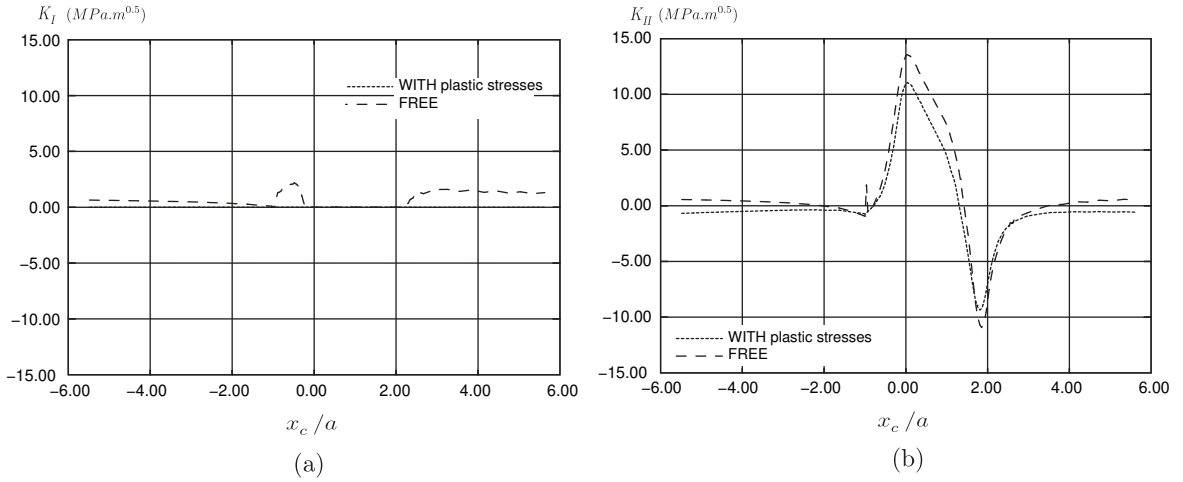 K_I (MPa.m^0.5)
15.00
10.00
5.00
0.00
−5.00
−10.00
−15.00
−6.00 −4.00 −2.00 0.00 2.00 4.00 6.00
WITH plastic stresses
FREE
x_c /a
(a)
K_II (MPa.m^0.5)
15.00
10.00
5.00
0.00
−5.00
−10.00
−15.00
−6.00 −4.00 −2.00 0.00 2.00 4.00 6.00
WITH plastic stresses
FREE
x_c /a
(b)